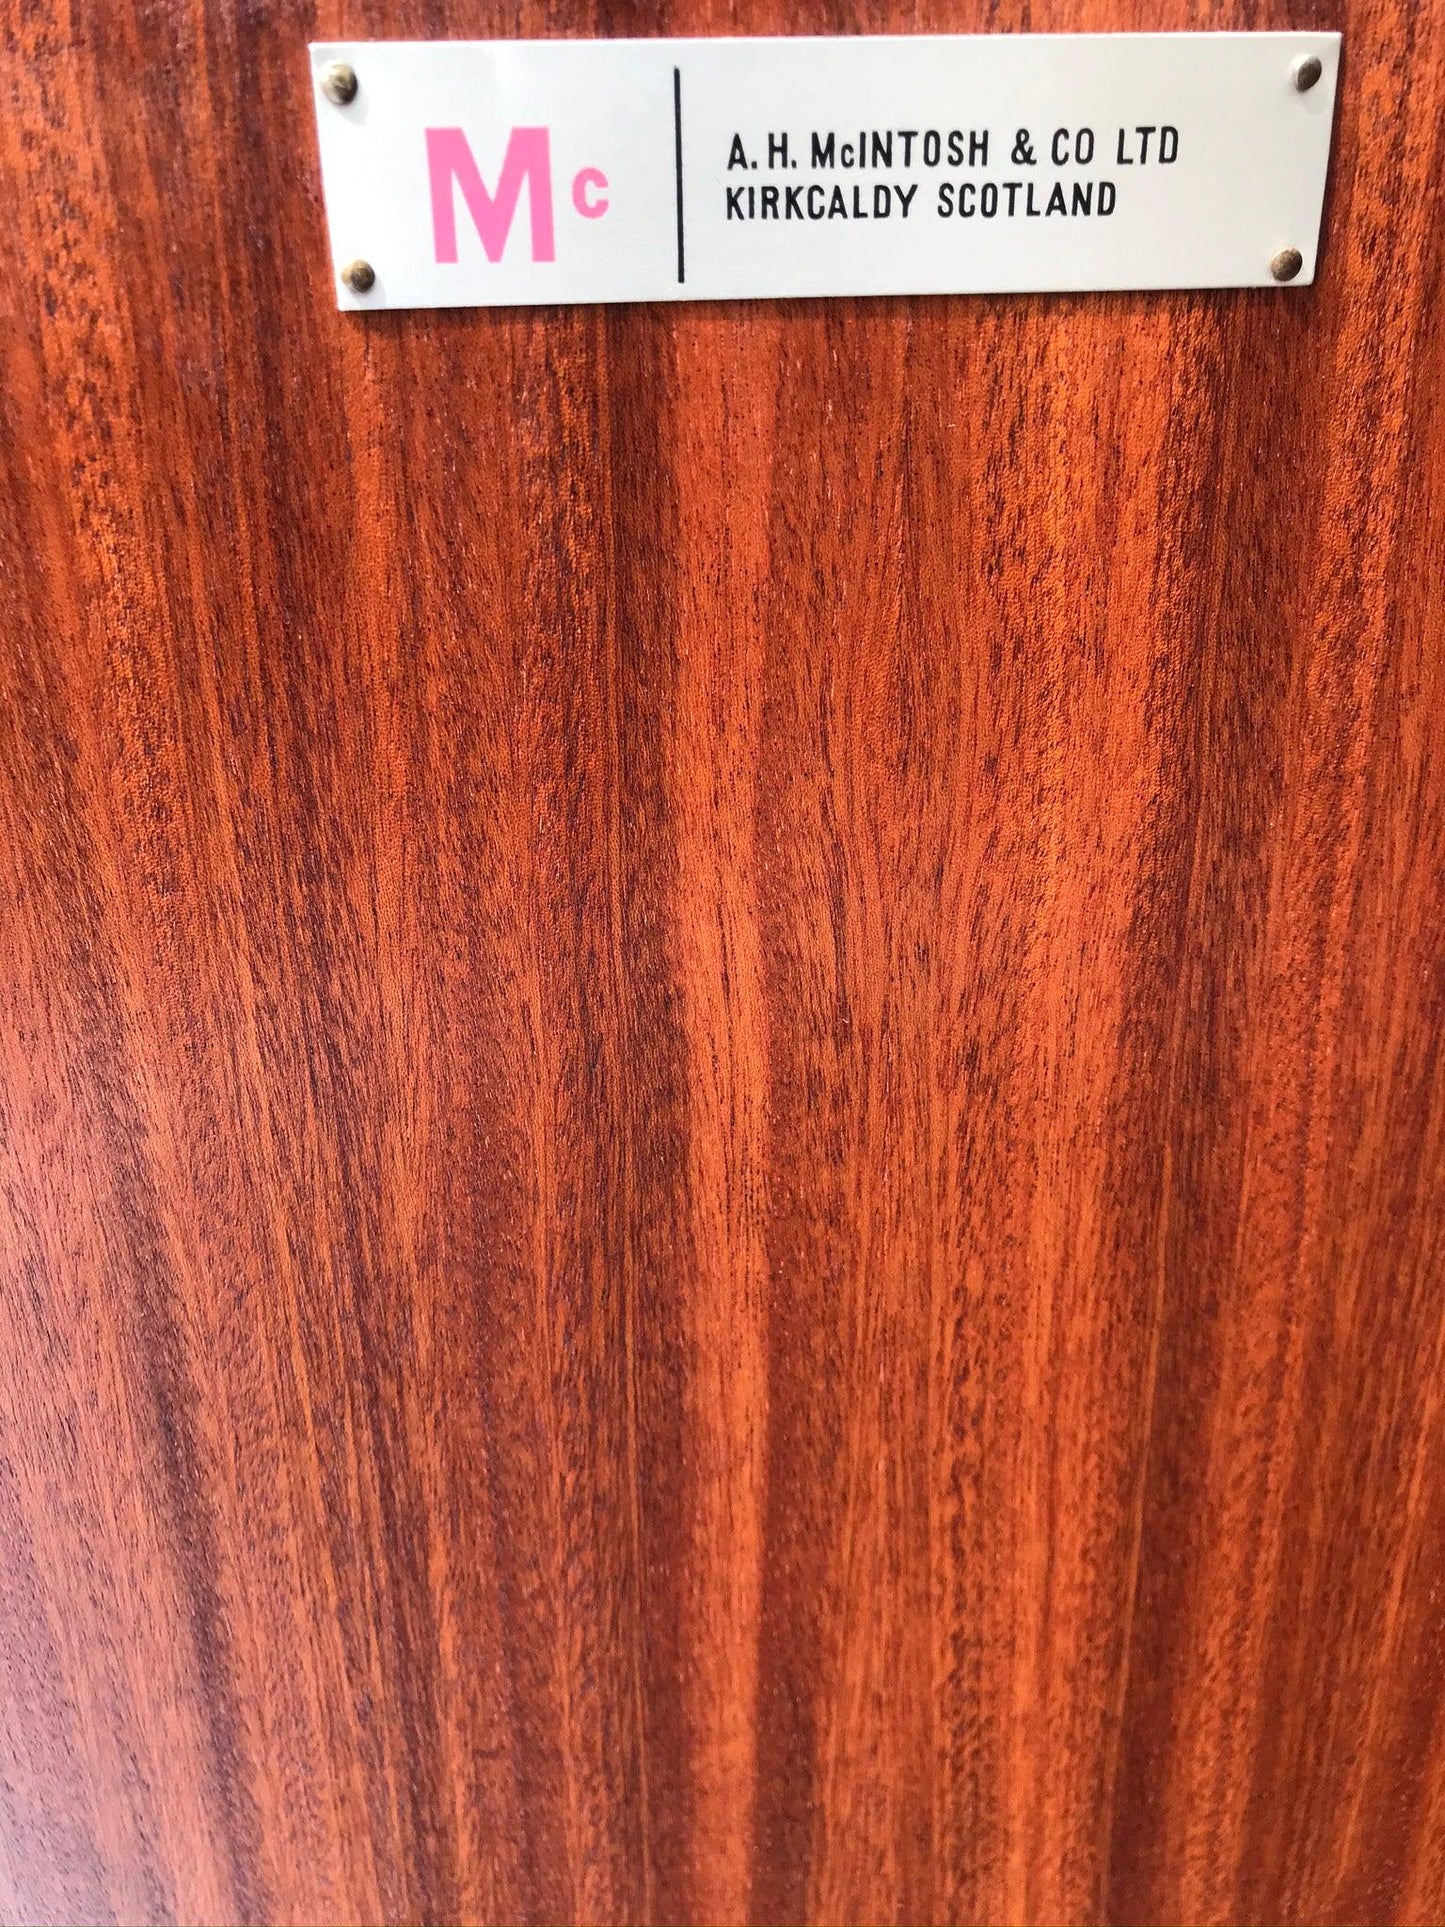 Mc
A. H. McINTOSH & CO LTD
KIRKCALDY SCOTLAND